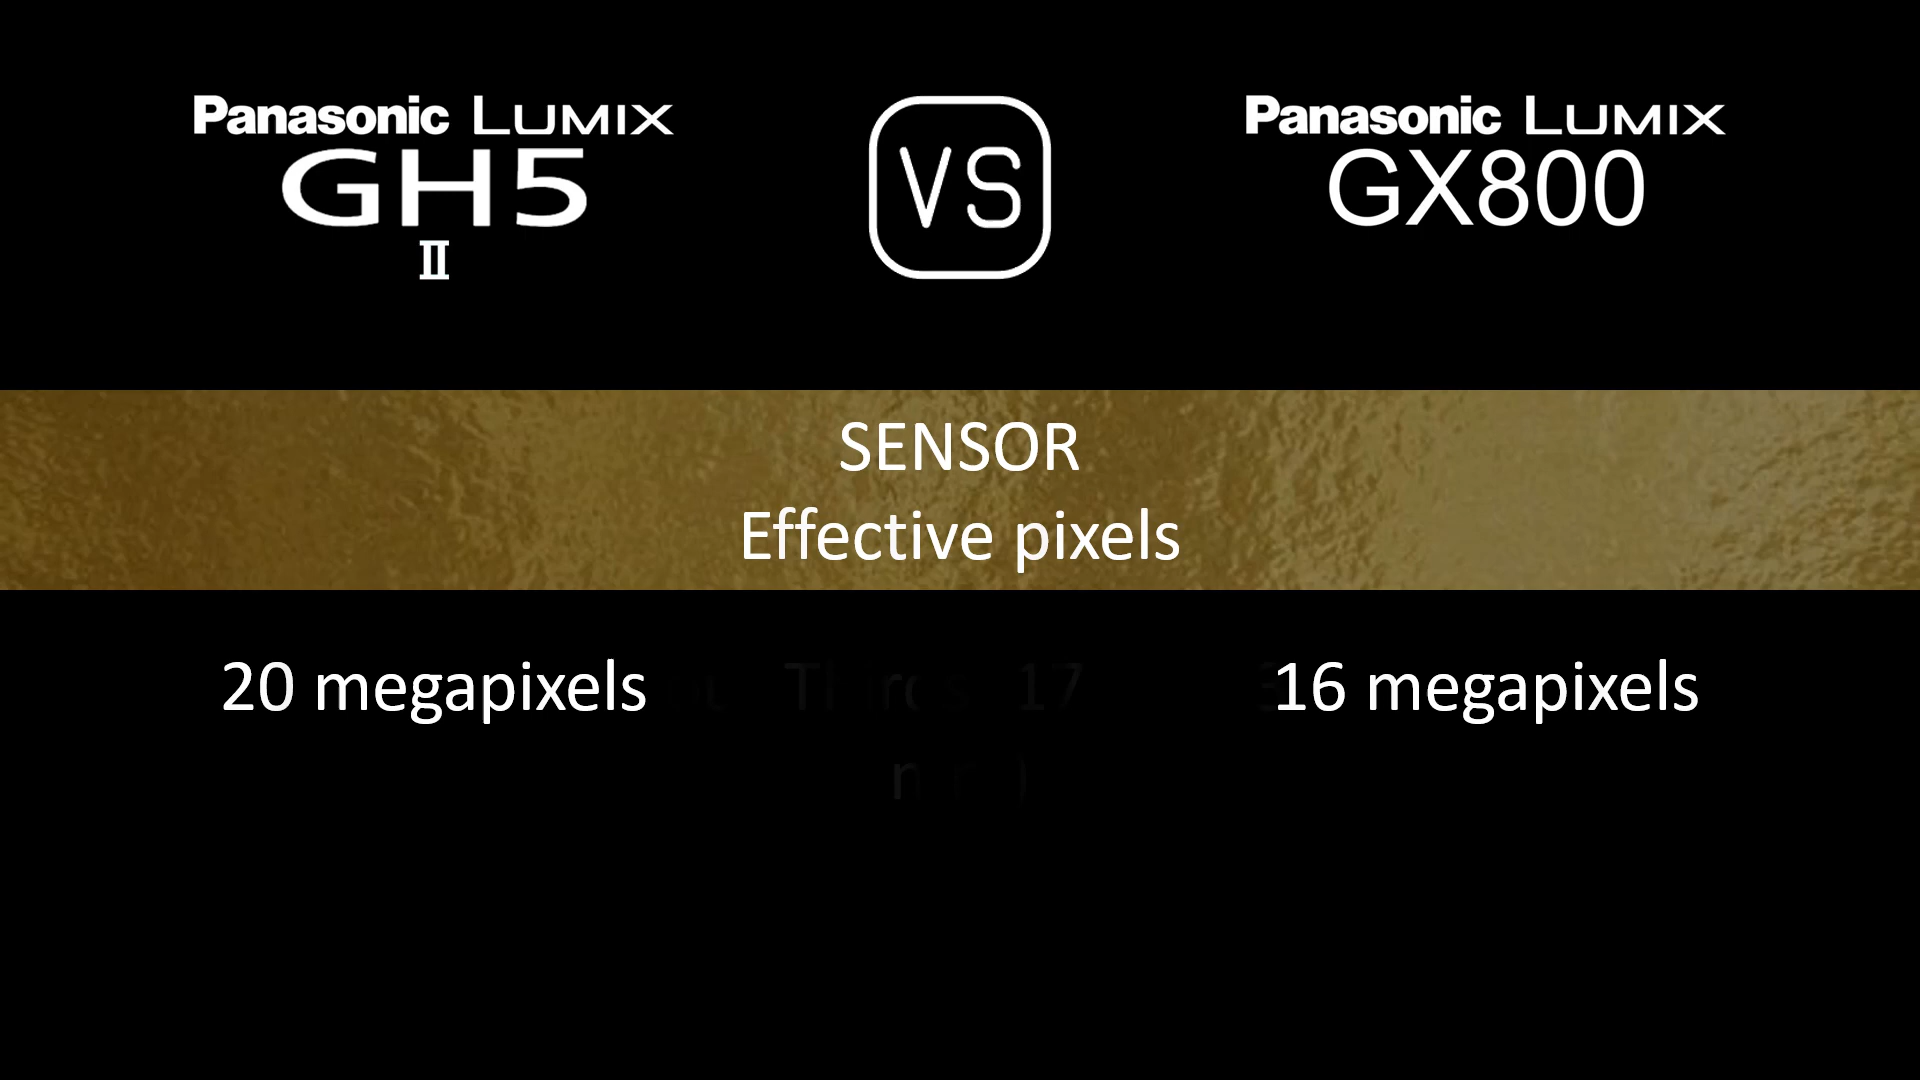 Panasonic LUMIX
GH5
II
VS
Panasonic LUMIX
GX800
SENSOR
Effective pixels
20 megapixels
16 megapixels